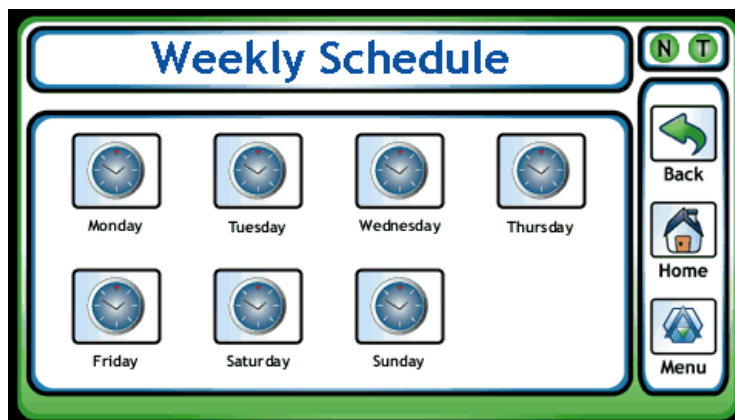 Weekly Schedule
N T
Monday Tuesday Wednesday Thursday
Friday Saturday Sunday
Back
Home
Menu